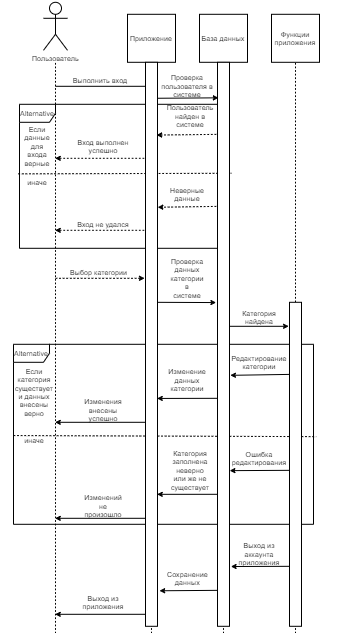 Пользователь
Приложение
База данных
Функции
приложения
Выполнить вход
Проверка
пользователя в
системе
Alternative
Пользователь
найден в
системе
Если
данные
для
входа
верные
Вход выполнен
успешно
иначе
Неверные
данные
Вход не удался
Проверка
данных
категории
в
системе
Выбор категории
Категория
найдена
Alternative
Редактирование
категории
Если
категория
существует
и данных
внесены
верно
Изменение
данных
категории
Изменения
внесены
успешно
иначе
Категория
заполнена
неверно
или же не
существует
Ошибка
редактирования
Изменений
не
произошло
Выход из
аккаунта
приложения
Сохранение
данных
Выход из
приложения